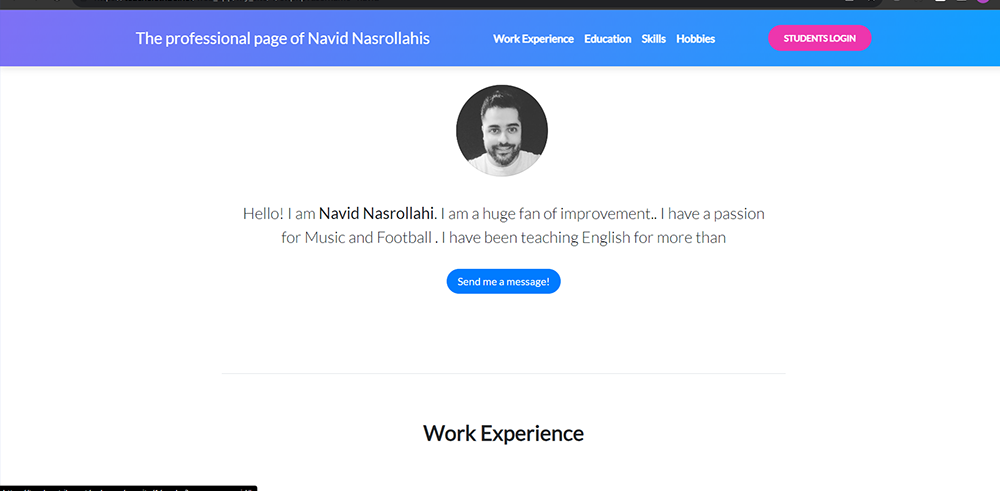 The professional page of Navid Nasrollahis
Work Experience Education Skills Hobbies
STUDENTS LOGIN
Hello! I am Navid Nasrollahi. I am a huge fan of improvement.. I have a passion
for Music and Football . I have been teaching English for more than
Send me a message!
Work Experience